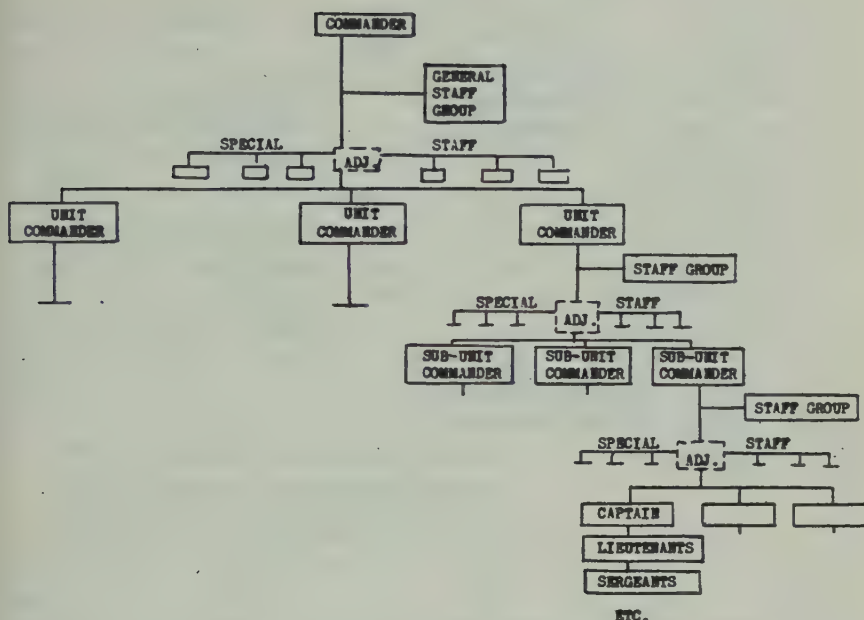 COMMANDER
GENERAL
STAFF
GROUP
SPECIAL
STAFF
ADJ.
UNIT
COMMANDER
UNIT
COMMANDER
UNIT
COMMANDER
STAFF GROUP
SPECIAL
STAFF
ADJ.
SUB-UNIT
COMMANDER
SUB-UNIT
COMMANDER
SUB-UNIT
COMMANDER
STAFF GROUP
SPECIAL
STAFF
ADJ.
CAPTAIN
LIEUTENANTS
SERGEANTS
ETC.